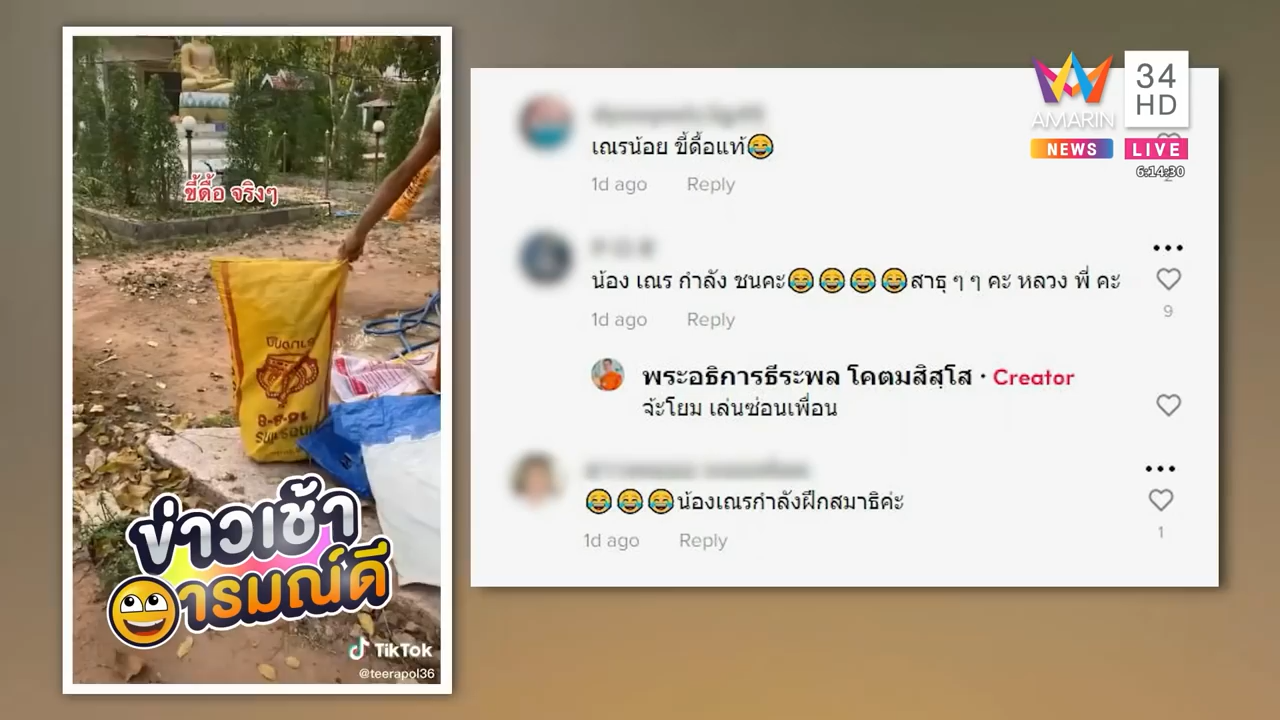 ขี้ดื้อ จริงๆ
ข่าวเช้า
อารมณ์ดี
TikTok
@teerapol36
เณรน้อย ขี้ดื้อแท้😂
1d ago Reply
2
น้อง เณร กำลัง ชนคะ😂😂😂😂สาธุ ๆ ๆ คะ หลวง พี่ คะ
1d ago Reply
9
พระอธิการธีระพล โคตมสิสฺโส · Creator
จ้ะโยม เล่นซ่อนเพื่อน
😂😂😂น้องเณรกำลังฝึกสมาธิค่ะ
1d ago Reply
1
AMARIN
NEWS
34
HD
LIVE
6:14:30